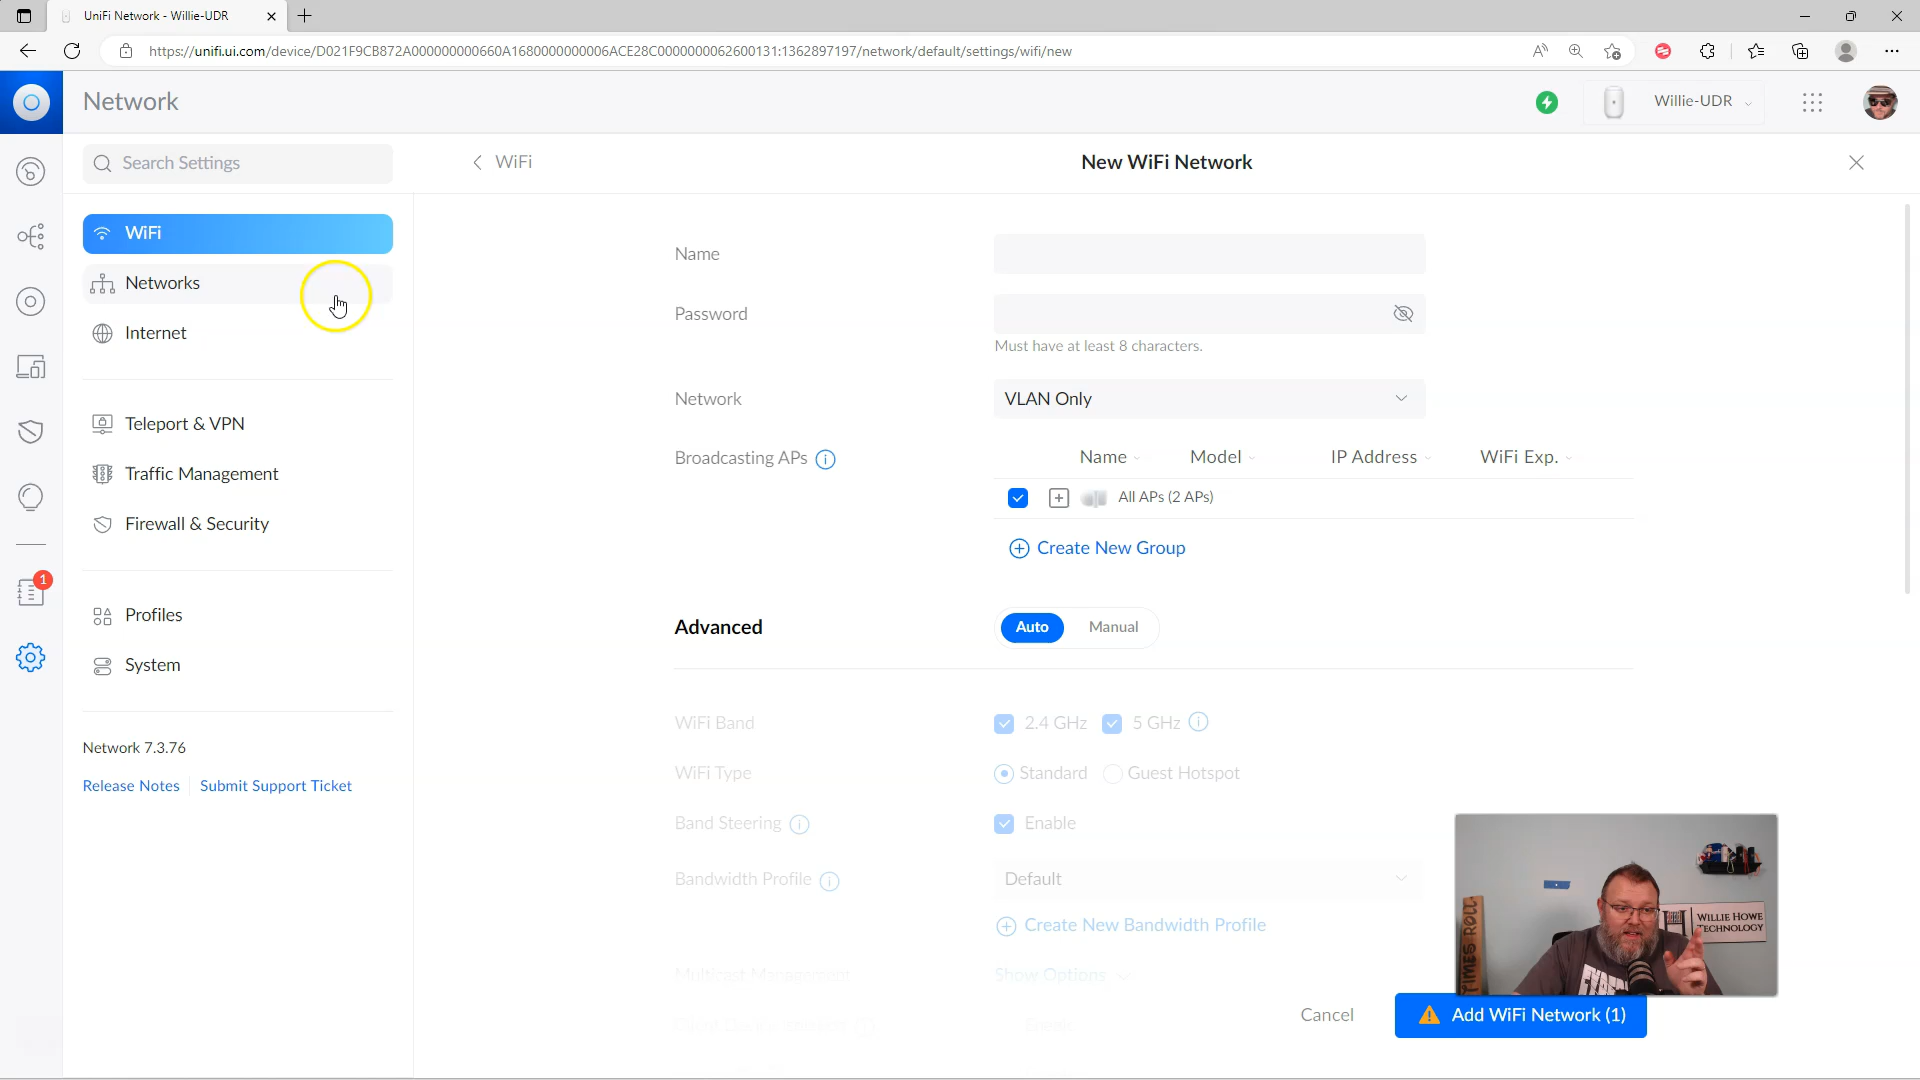 UniFi Network - Willie-UDR
https://unifi.ui.com/device/D021F9CB872A000000000660A1680000000006ACE28C0000000062600131:1362897197/network/default/settings/wifi/new
Network
Willie-UDR
Search Settings
WiFi
New WiFi Network
WiFi
Networks
Internet
Teleport & VPN
Traffic Management
Firewall & Security
1
Profiles
System
Network 7.3.76
Release Notes
Submit Support Ticket
Name
Password
Must have at least 8 characters.
Network
VLAN Only
Broadcasting APs
Name
Model
IP Address
WiFi Exp.
All APs (2 APs)
Create New Group
Advanced
Auto
Manual
WiFi Band
2.4 GHz
5 GHz
WiFi Type
Standard
Guest Hotspot
Band Steering
Enable
Bandwidth Profile
Default
Create New Bandwidth Profile
Multicast Management
Show Options
Cancel
Add WiFi Network (1)
WILLIE HOWE
TECHNOLOGY